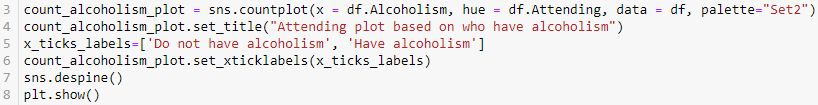 3 count_alcoholism_plot = sns.countplot(x = df.Alcoholism, hue = df.Attending, data = df, palette="Set2")
4 count_alcoholism_plot.set_title("Attending plot based on who have alcoholism")
5 x_ticks_labels=['Do not have alcoholism', 'Have alcoholism']
6 count_alcoholism_plot.set_xticklabels(x_ticks_labels)
7 sns.despine()
8 plt.show()